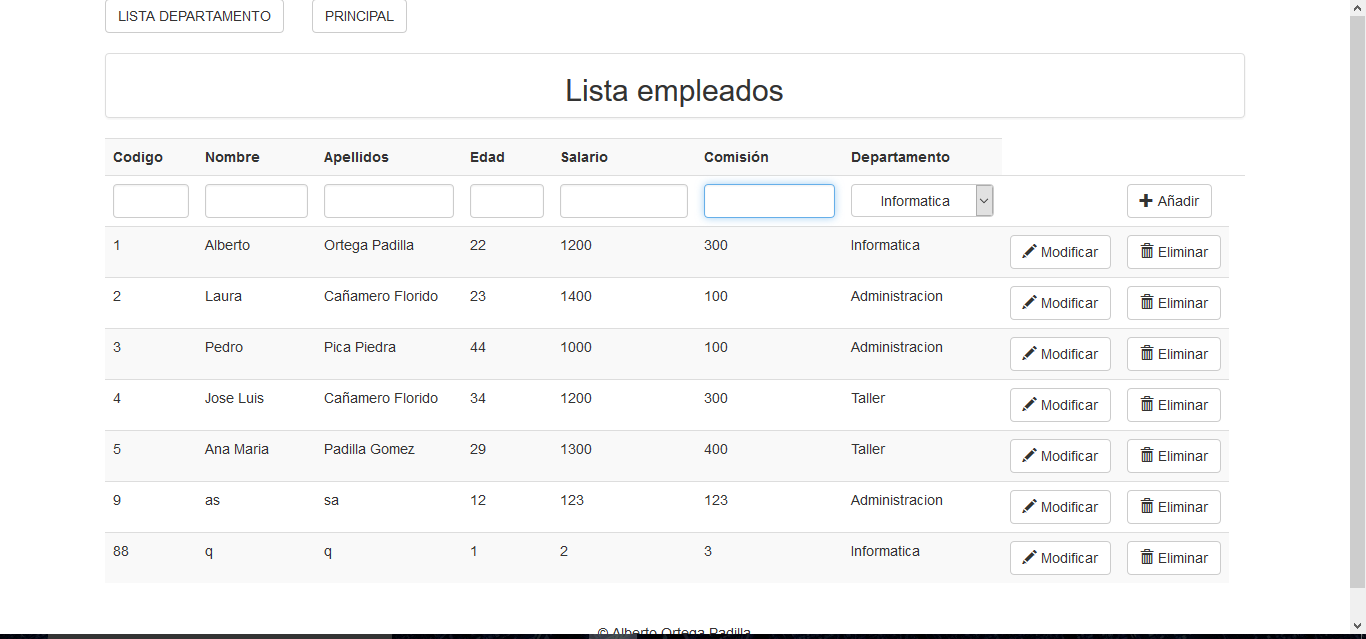 LISTA DEPARTAMENTO PRINCIPAL
Lista empleados
Codigo Nombre Apellidos Edad Salario Comisión Departamento
Informatica Añadir
1 Alberto Ortega Padilla 22 1200 300 Informatica Modificar Eliminar
2 Laura Cañamero Florido 23 1400 100 Administracion Modificar Eliminar
3 Pedro Pica Piedra 44 1000 100 Administracion Modificar Eliminar
4 Jose Luis Cañamero Florido 34 1200 300 Taller Modificar Eliminar
5 Ana Maria Padilla Gomez 29 1300 400 Taller Modificar Eliminar
9 as sa 12 123 123 Administracion Modificar Eliminar
88 q q 1 2 3 Informatica Modificar Eliminar
© Alberto Ortega Padilla